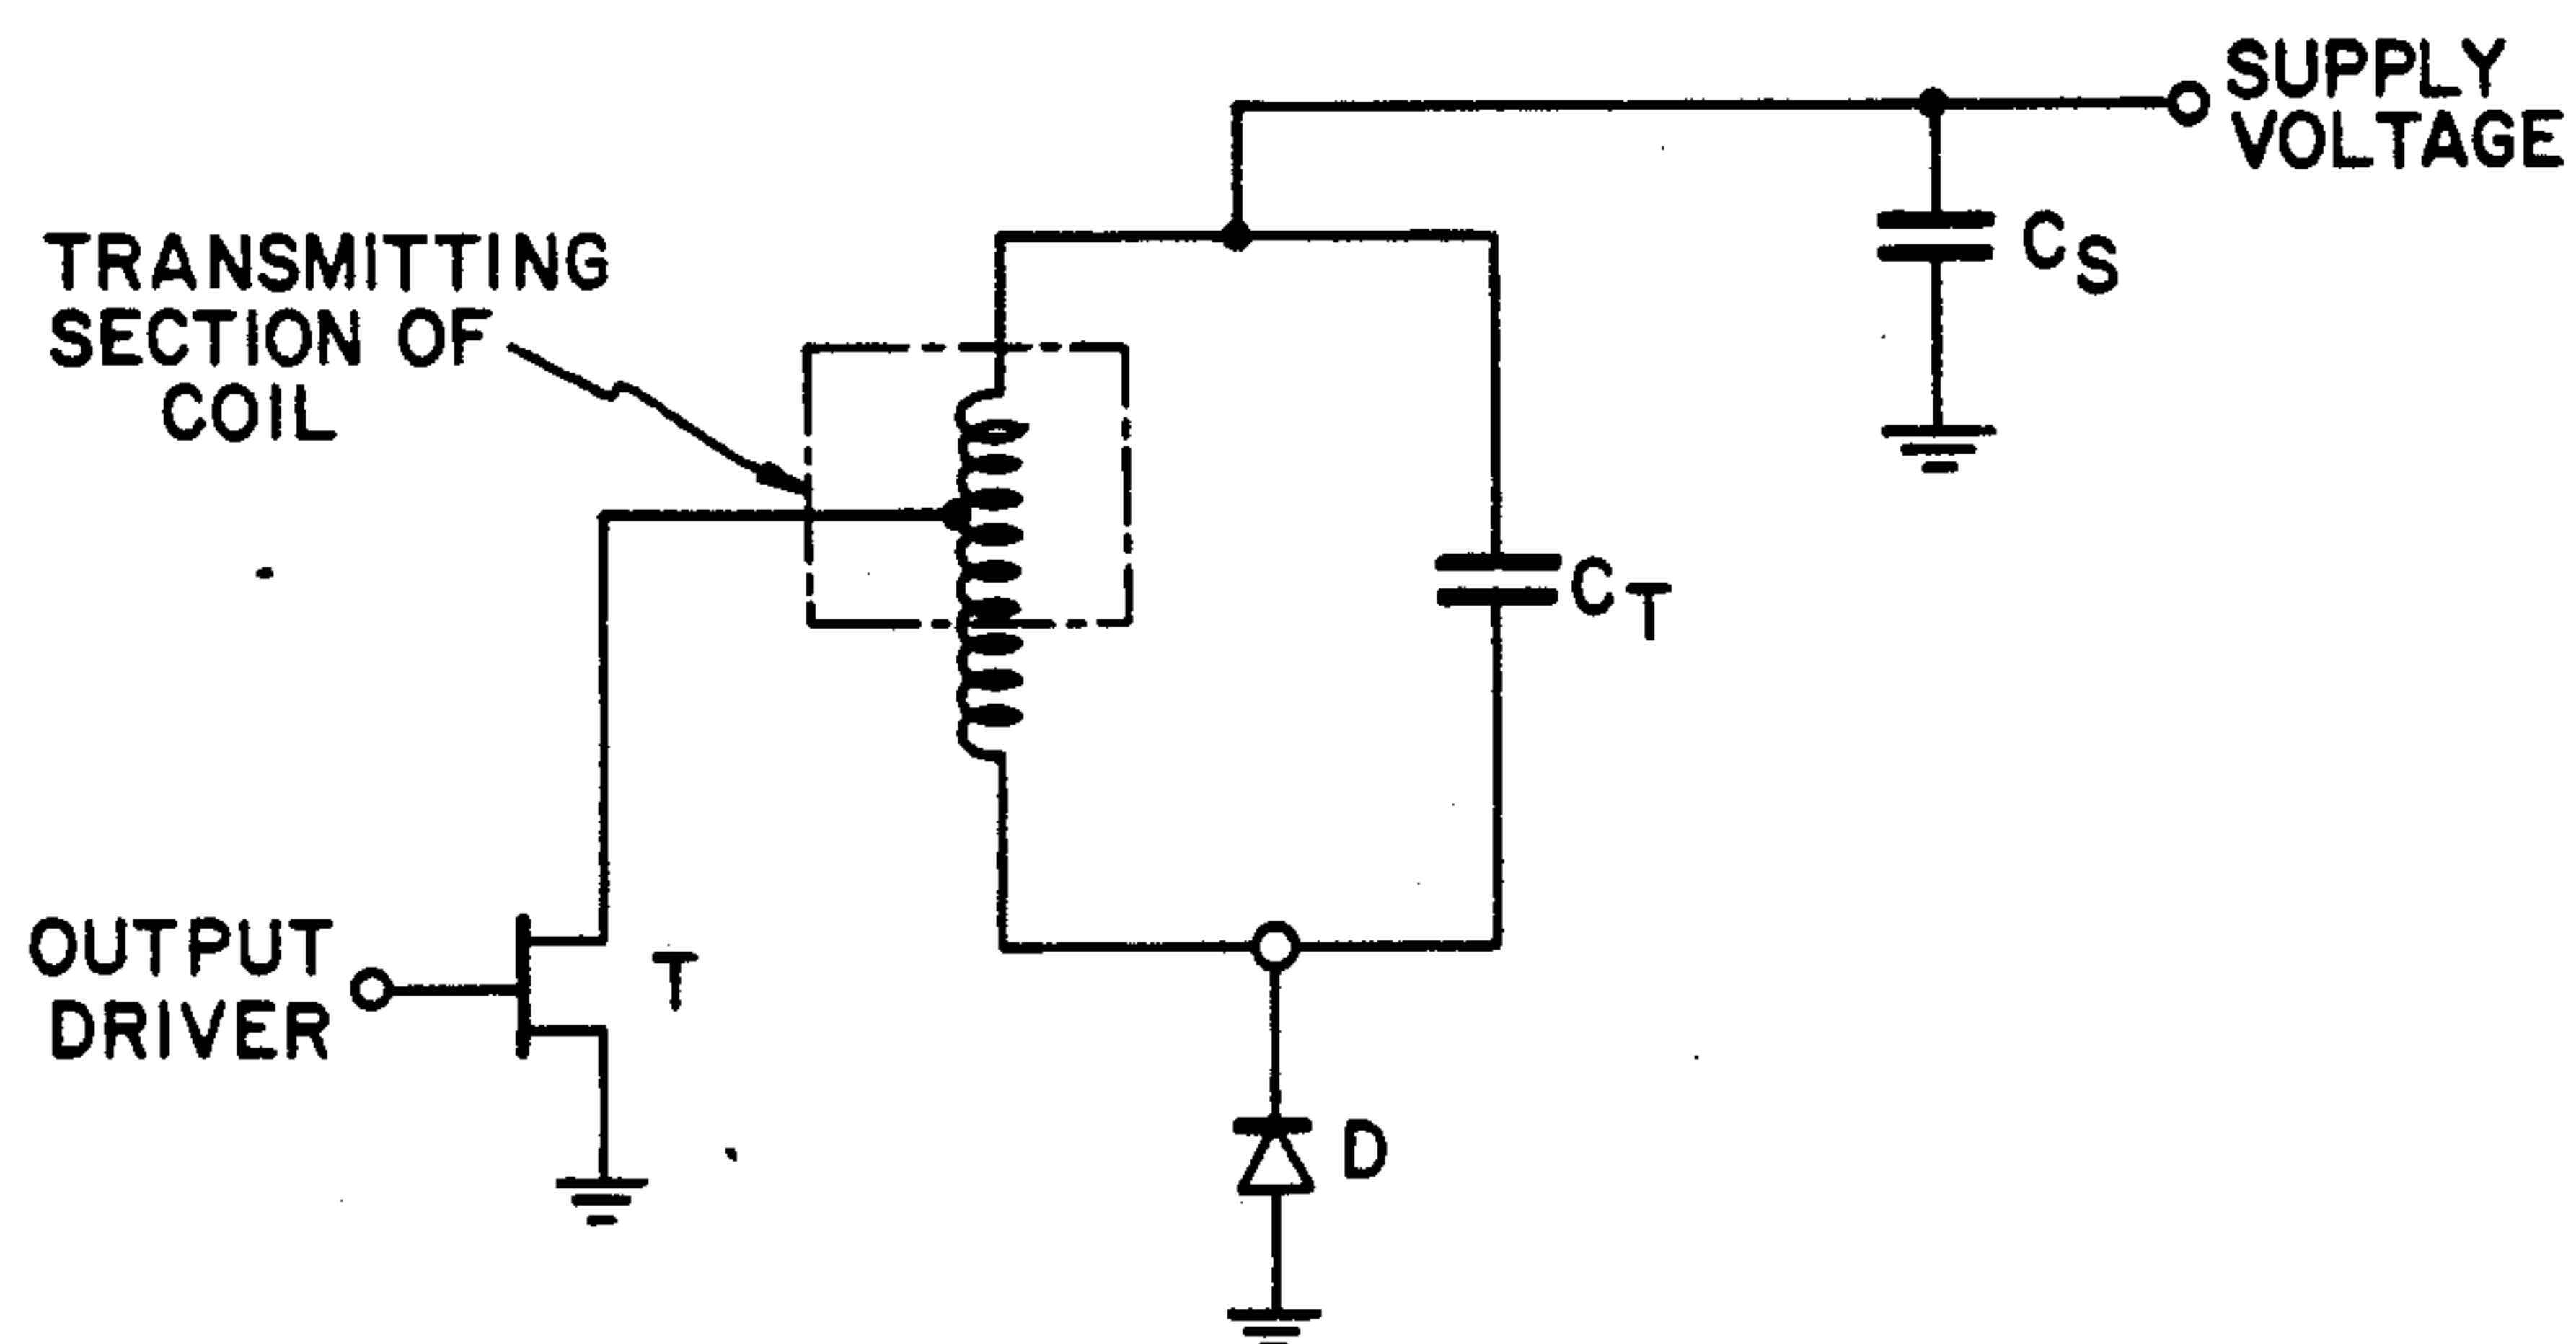 SUPPLY
VOLTAGE
C S
TRANSMITTING
SECTION OF
COIL
C T
OUTPUT
DRIVER
T
D